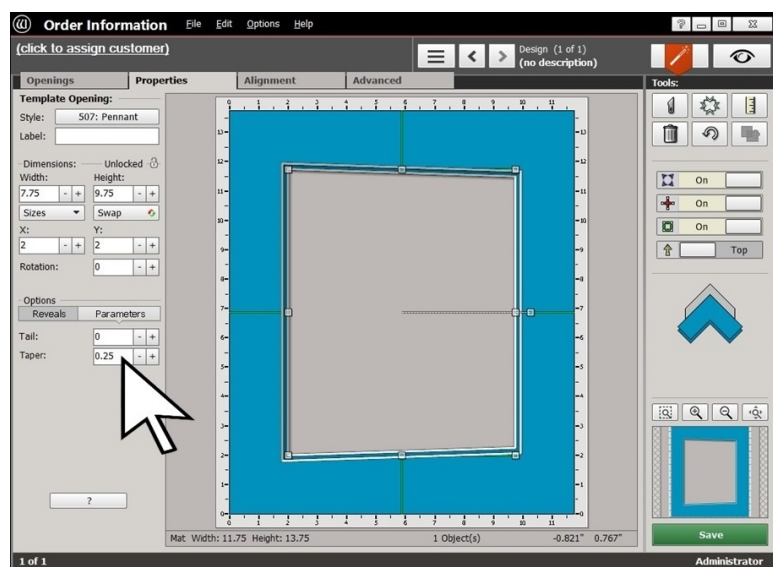 Order Information File Edit Options Help
(click to assign customer)
Design (1 of 1)
(no description)
Openings Properties Alignment Advanced
Tools:
Template Opening:
Style: 507: Pennant
Label:
Dimensions: Unlocked
Width: Height:
7.75 - + 9.75 - +
Sizes Swap
X: Y:
2 - + 2 - +
Rotation: 0 - +
Options
Reveals Parameters
Tail: 0 - +
Taper: 0.25 - +
?
On
On
On
Top
Mat Width: 11.75 Height: 13.75 1 Object(s) -0.821" 0.767"
Save
1 of 1 Administrator